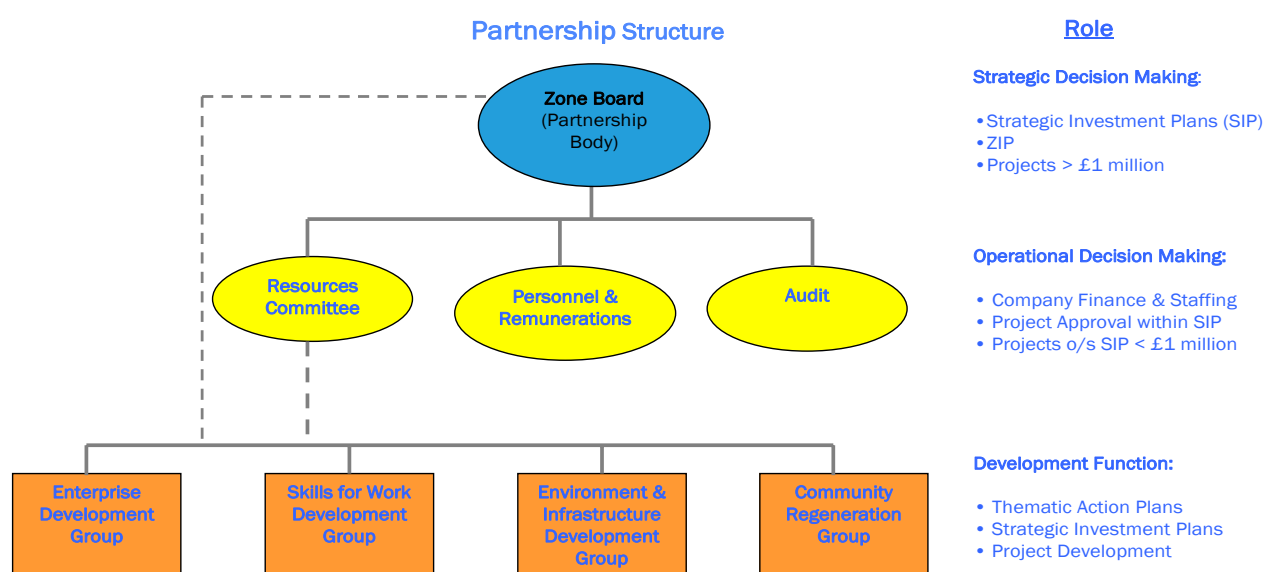 Partnership Structure
Role
Zone Board
(Partnership
Body)
Strategic Decision Making:
•Strategic Investment Plans (SIP)
•ZIP
•Projects > £1 million
Resources
Committee
Personnel &
Remunerations
Audit
Operational Decision Making:
• Company Finance & Staffing
• Project Approval within SIP
• Projects o/s SIP < £1 million
Enterprise
Development
Group
Skills for Work
Development
Group
Environment &
Infrastructure
Development
Group
Community
Regeneration
Group
Development Function:
• Thematic Action Plans
• Strategic Investment Plans
• Project Development